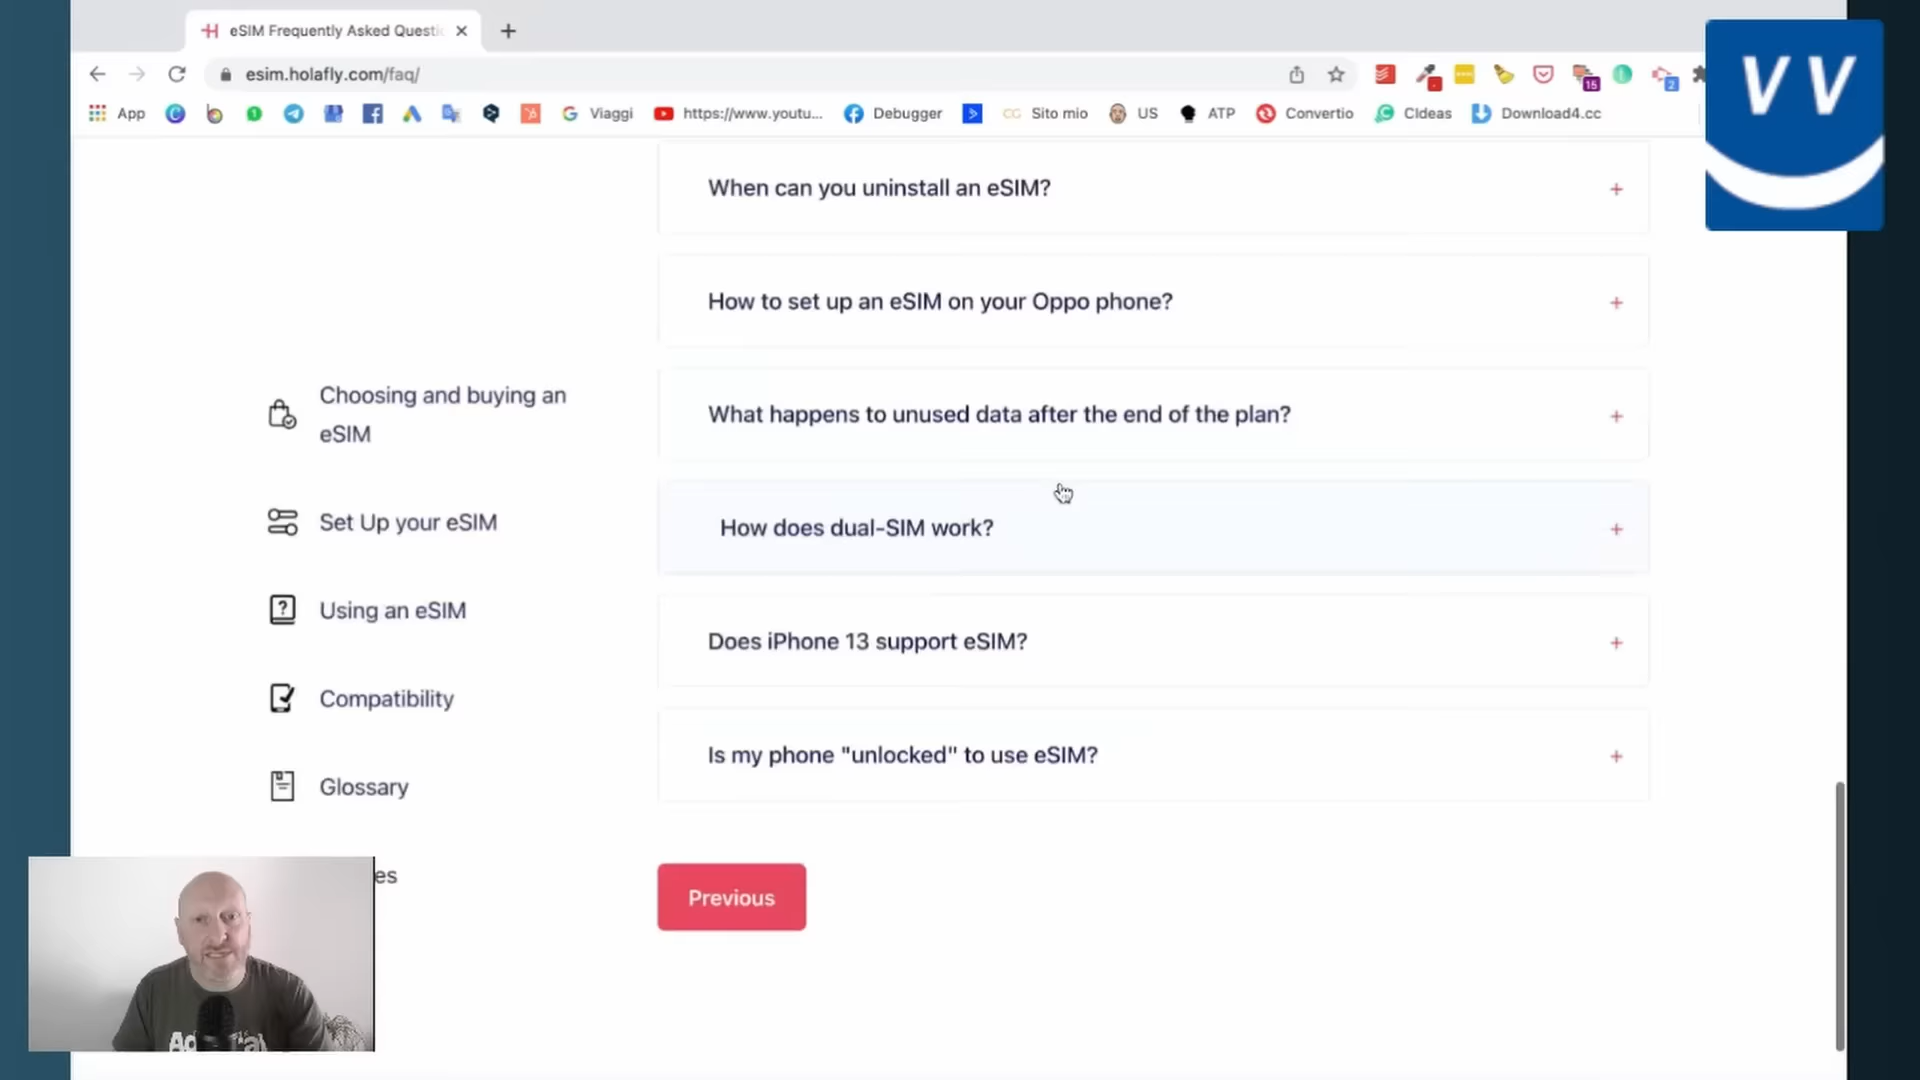 eSIM Frequently Asked Questi
esim.holafly.com/faq/
15
2
App
Viaggi
https://www.youtu...
Debugger
Sito mio
US
ATP
Convertio
CIdeas
Download4.cc
VV
When can you uninstall an eSIM?
How to set up an eSIM on your Oppo phone?
What happens to unused data after the end of the plan?
How does dual-SIM work?
Does iPhone 13 support eSIM?
Is my phone "unlocked" to use eSIM?
Choosing and buying an
eSIM
Set Up your eSIM
Using an eSIM
Compatibility
Glossary
es
Previous